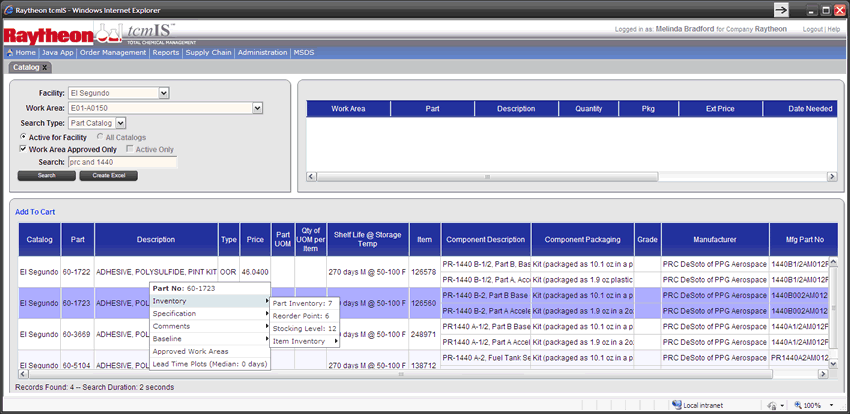 Raytheon tcmIS - Windows Internet Explorer
Raytheon tcmIS™
TOTAL CHEMICAL MANAGEMENT
Logged in as: Melinda Bradford for Company Raytheon Logout | Help
Home | Java App | Order Management | Reports | Supply Chain | Administration | MSDS
Catalog X
Facility: El Segundo
Work Area: E01-A0150
Search Type: Part Catalog
Active for Facility All Catalogs
Work Area Approved Only Active Only
Search: prc and 1440
Search Create Excel
Work Area Part Description Quantity Pkg Ext Price Date Needed
Add To Cart
Catalog Part Description Type Price Part UOM Qty of UOM per Item Shelf Life @ Storage Temp Item Component Description Component Packaging Grade Manufacturer Mfg Part No
El Segundo 60-1722 ADHESIVE, POLYSULFIDE, PINT KIT OOR 46.0400 270 days M @ 50-100 F 126578
PR-1440 B-1/2, Part B, Base Kit (packaged as 10.1 oz in a p PRC DeSoto of PPG Aerospace 1440B1/2AM012F
PR-1440 B-1/2, Part A, Accel Kit (packaged as 1.9 oz plastic PRC DeSoto of PPG Aerospace 1440B1/2AM012F
El Segundo 60-1723 ADHESIVE, POL 126560
PR-1440 B-2, Part B Base Kit (packaged as 10.1 oz in a p PRC DeSoto of PPG Aerospace 1440B002AM012
PR-1440 B-2, Part A Accele Kit (packaged as 1.9 oz in a p PRC DeSoto of PPG Aerospace 1440B002AM012
El Segundo 60-3669 ADHESIVE, POL 248971
PR1440 A-1/2, Part B Base Kit (packaged as 10.1 oz in a p PRC DeSoto of PPG Aerospace 1440A1/2AM012F
PR1440 A-1/2, Part A Accel Kit (packaged as 1.9 oz in a 2o PRC DeSoto of PPG Aerospace 1440A1/2AM012F
El Segundo 60-5104 ADHESIVE, POL 270 days M @ 50-100 F 138712
PR-1440 A-2, Fuel Tank Se Kit (packaged as 10.1 oz in a p PRC DeSoto of PPG Aerospace PR1440A2AM012
Part No: 60-1723
Inventory
Specification
Comments
Baseline
Approved Work Areas
Lead Time Plots (Median: 0 days)
Part Inventory: 7
Reorder Point: 6
Stocking Level: 12
Item Inventory
Records Found: 4 -- Search Duration: 2 seconds
Local intranet 100%